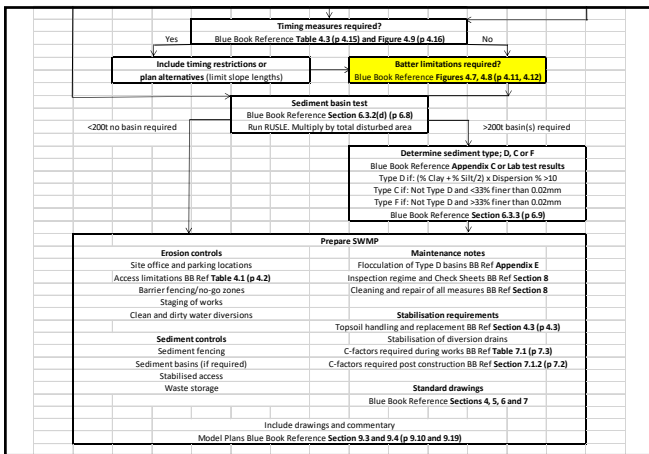 Timing measures required?
Yes
Blue Book Reference Table 4.3 (p 4.15) and Figure 4.9 (p 4.16)
No
Include timing restrictions or
plan alternatives (limit slope lengths)
Batter limitations required?
Blue Book Reference Figures 4.7, 4.8 (p 4.11, 4.12)
Sediment basin test
Blue Book Reference Section 6.3.2(d) (p 6.8)
<200t no basin required
Run RUSLE. Multiply by total disturbed area
>200t basin(s) required
Determine sediment type; D, C or F
Blue Book Reference Appendix C or Lab test results
Type D if: (% Clay + % Silt/2) x Dispersion % >10
Type C if: Not Type D and <33% finer than 0.02mm
Type F if: Not Type D and >33% finer than 0.02mm
Blue Book Reference Section 6.3.3 (p 6.9)
Prepare SWMP
Erosion controls
Site office and parking locations
Access limitations BB Ref Table 4.1 (p 4.2)
Barrier fencing/no-go zones
Staging of works
Clean and dirty water diversions
Sediment controls
Sediment fencing
Sediment basins (if required)
Stabilised access
Waste storage
Maintenance notes
Flocculation of Type D basins BB Ref Appendix E
Inspection regime and Check Sheets BB Ref Section 8
Cleaning and repair of all measures BB Ref Section 8
Stabilisation requirements
Topsoil handling and replacement BB Ref Section 4.3 (p 4.3)
Stabilisation of diversion drains
C-factors required during works BB Ref Table 7.1 (p 7.3)
C-factors required post construction BB Ref Section 7.1.2 (p 7.2)
Standard drawings
Blue Book Reference Sections 4, 5, 6 and 7
Include drawings and commentary
Model Plans Blue Book Reference Section 9.3 and 9.4 (p 9.10 and 9.19)